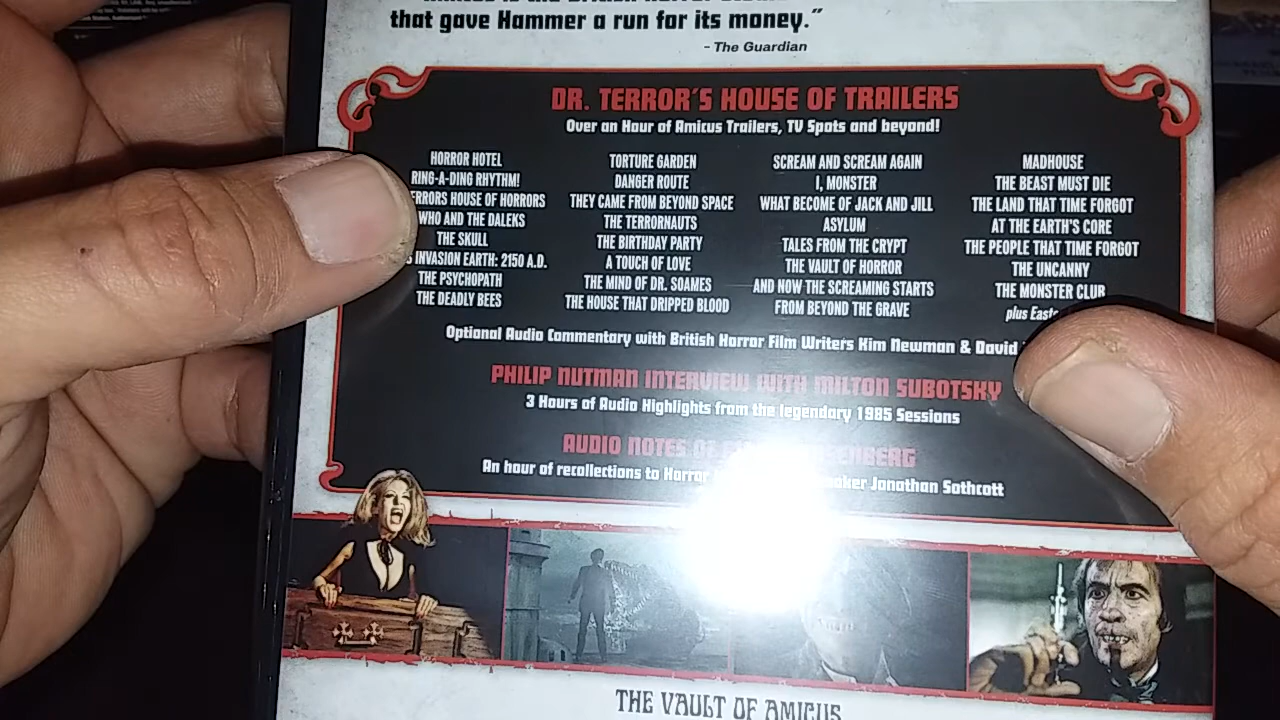 that gave Hammer a run for its money."
- The Guardian
DR. TERROR'S HOUSE OF TRAILERS
Over an Hour of Amicus Trailers, TV Spots and beyond!
HORROR HOTEL
RING-A-DING RHYTHM!
HOUSE OF HORRORS
WHO AND THE DALEKS
THE SKULL
INVASION EARTH: 2150 A.D.
THE PSYCHOPATH
THE DEADLY BEES
TORTURE GARDEN
DANGER ROUTE
THEY CAME FROM BEYOND SPACE
THE TERRORNAUTS
THE BIRTHDAY PARTY
A TOUCH OF LOVE
THE MIND OF DR. SOAMES
THE HOUSE THAT DRIPPED BLOOD
SCREAM AND SCREAM AGAIN
I, MONSTER
WHAT BECOME OF JACK AND JILL
ASYLUM
TALES FROM THE CRYPT
THE VAULT OF HORROR
AND NOW THE SCREAMING STARTS
FROM BEYOND THE GRAVE
MADHOUSE
THE BEAST MUST DIE
THE LAND THAT TIME FORGOT
AT THE EARTH'S CORE
THE PEOPLE THAT TIME FORGOT
THE UNCANNY
THE MONSTER CLUB
plus
Optional Audio Commentary with British Horror Film Writers Kim Newman & David
PHILIP NUTMAN INTERVIEW WITH MILTON SUBOTSKY
3 Hours of Audio Highlights from the legendary 1985 Sessions
AUDIO NOTES
An hour of recollections to Horror Jonathan Sothcott
THE VAULT OF AMICUS